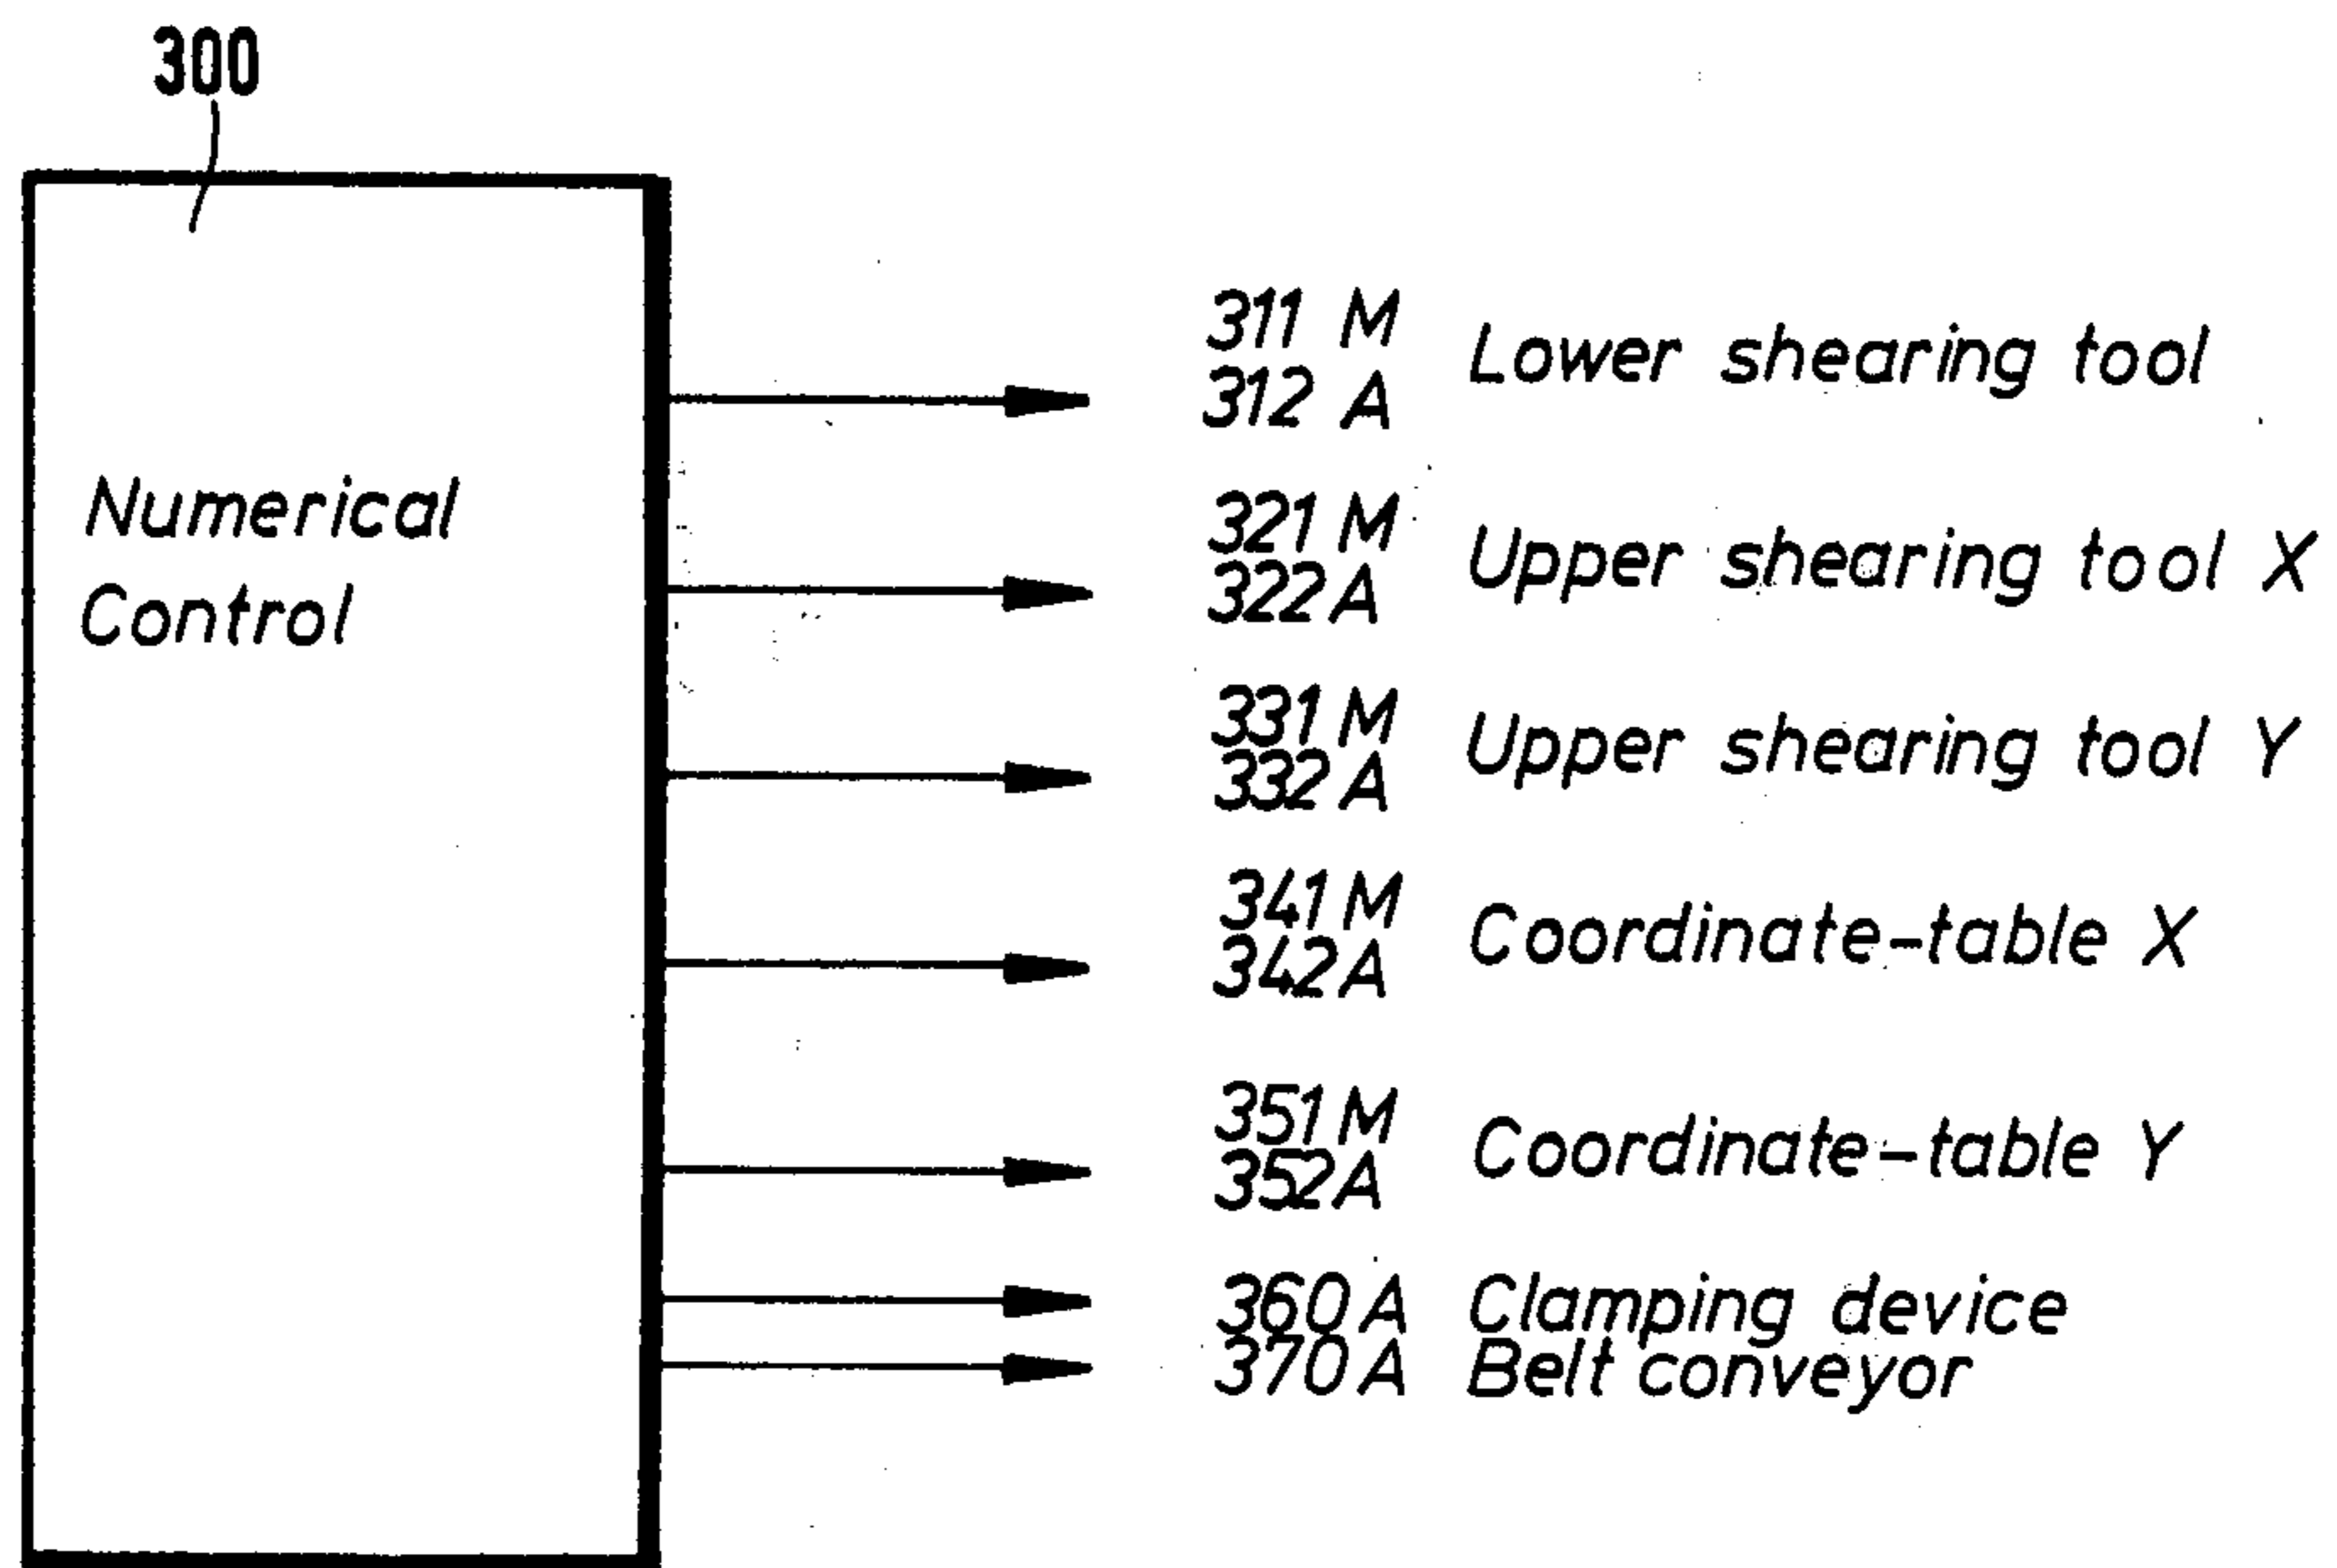 300
Numerical
Control
311 M
312 A
Lower shearing tool
321 M
322 A
Upper shearing tool X
331 M
332 A
Upper shearing tool Y
341 M
342 A
Coordinate-table X
351 M
352 A
Coordinate-table Y
360 A Clamping device
370 A Belt conveyor